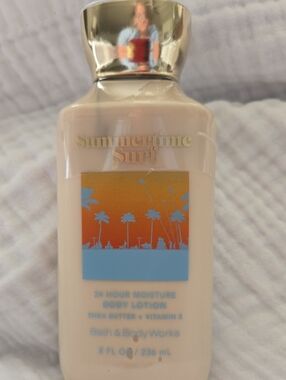 Summertime
Surf
24 HOUR MOISTURE
BODY LOTION
SHEA BUTTER + VITAMIN E
Bath & Body Works
8 FL OZ / 236 mL